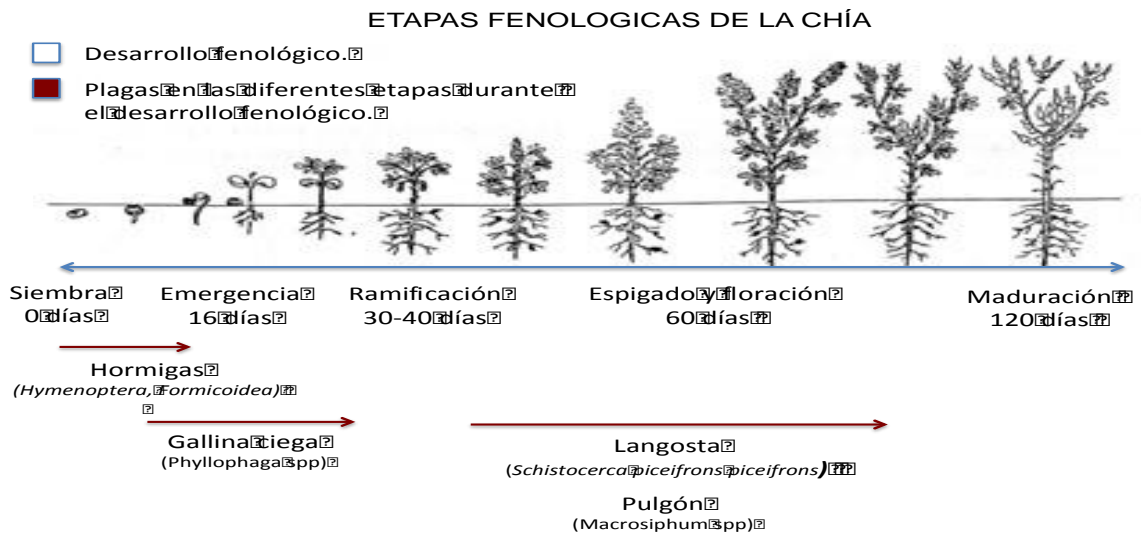 ETAPAS FENOLOGICAS DE LA CHÍA
Desarrollo fenológico.
Plagas en las diferentes etapas durante
el desarrollo fenológico.
Siembra
0 días
Emergencia
16 días
Ramificación
30-40 días
Espigado y floración
60 días
Maduración
120 días
Hormigas
(Hymenoptera, Formicoidea)
Gallina ciega
(Phyllophaga spp)
Langosta
(Schistocerca piceifrons piceifrons)
Pulgón
(Macrosiphum spp)